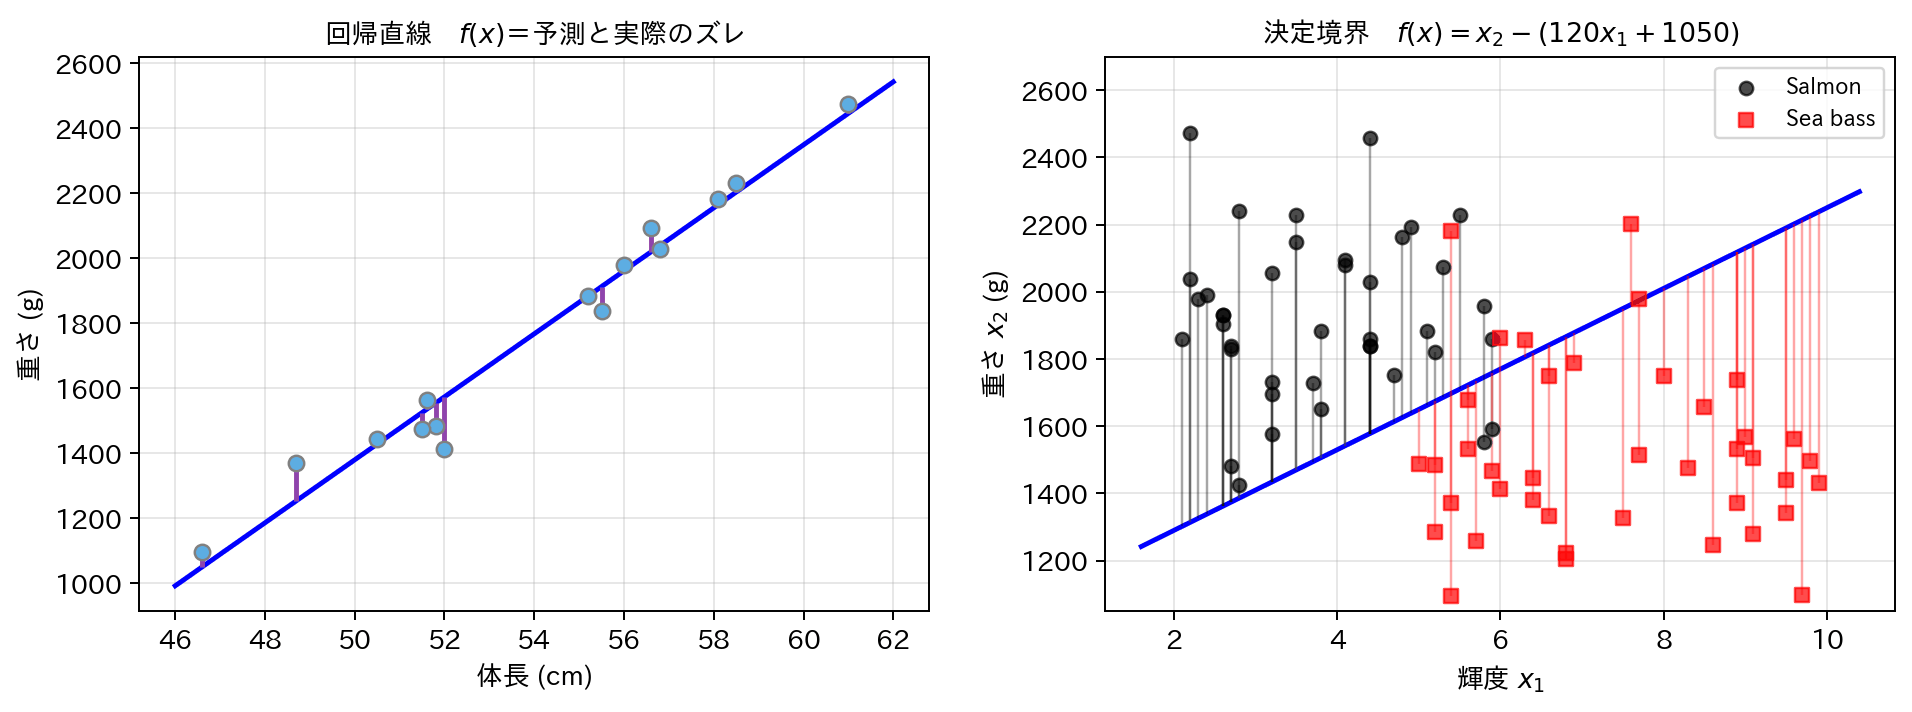 回帰直線　f(x)＝予測と実際のズレ
2600
2400
2200
2000
1800
1600
1400
1200
1000
重さ (g)
46 48 50 52 54 56 58 60 62
体長 (cm)
決定境界　f(x) = x₂ − (120x₁ + 1050)
Salmon
Sea bass
2600
2400
2200
2000
1800
1600
1400
1200
重さ x₂ (g)
2 4 6 8 10
輝度 x₁